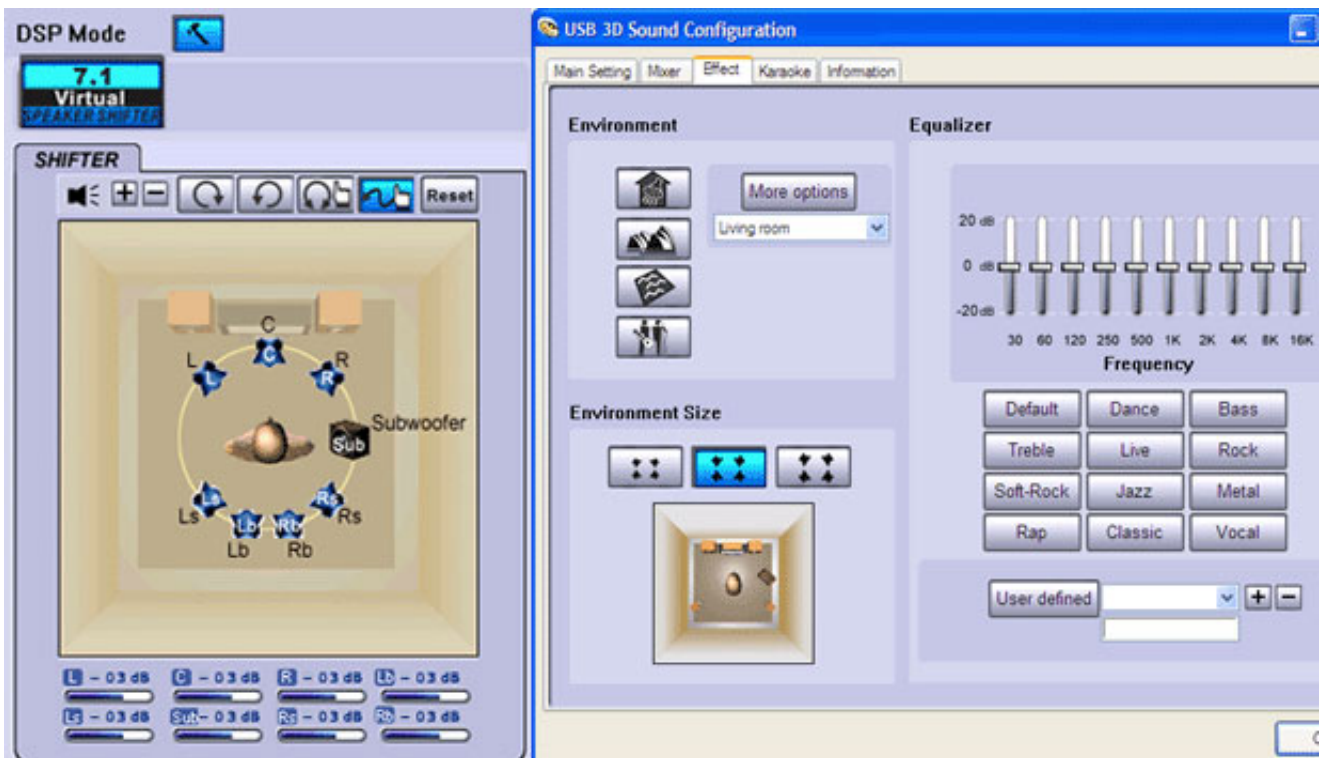 DSP Mode
7.1
Virtual
SPEAKER SHIFTER
SHIFTER
Reset
C
C
L
L
R
R
Subwoofer
Sub
Ls
Ls
Rs
Rs
Lb
Lb
Rb
Rb
L - 03 dB C - 03 dB R - 03 dB Lb - 03 dB
Ls - 03 dB Sub - 03 dB Rs - 03 dB Rb - 03 dB
USB 3D Sound Configuration
Main Setting Mixer Effect Karaoke Information
Environment
More options
Living room
Environment Size
Equalizer
20 dB
0 dB
-20 dB
30 60 120 250 500 1K 2K 4K 8K 16K
Frequency
Default Dance Bass
Treble Live Rock
Soft-Rock Jazz Metal
Rap Classic Vocal
User defined